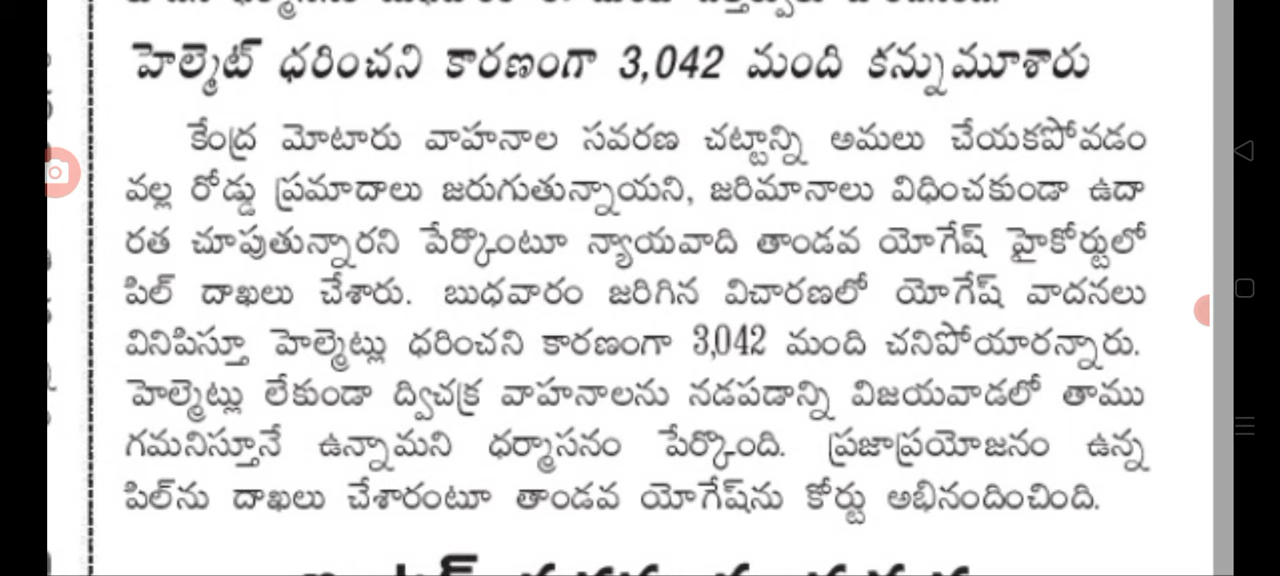 హెల్మెట్ ధరించని కారణంగా 3,042 మంది కన్నుమూశారు
కేంద్ర మోటారు వాహనాల సవరణ చట్టాన్ని అమలు చేయకపోవడం
వల్ల రోడ్డు ప్రమాదాలు జరుగుతున్నాయని, జరిమానాలు విధించకుండా ఉదా
రత చూపుతున్నారని పేర్కొంటూ న్యాయవాది తాండవ యోగేష్ హైకోర్టులో
పిల్ దాఖలు చేశారు. బుధవారం జరిగిన విచారణలో యోగేష్ వాదనలు
వినిపిస్తూ హెల్మెట్లు ధరించని కారణంగా 3,042 మంది చనిపోయారన్నారు.
హెల్మెట్లు లేకుండా ద్విచక్ర వాహనాలను నడపడాన్ని విజయవాడలో తాము
గమనిస్తూనే ఉన్నామని ధర్మాసనం పేర్కొంది. ప్రజాప్రయోజనం ఉన్న
పిల్‌ను దాఖలు చేశారంటూ తాండవ యోగేష్‌ను కోర్టు అభినందించింది.